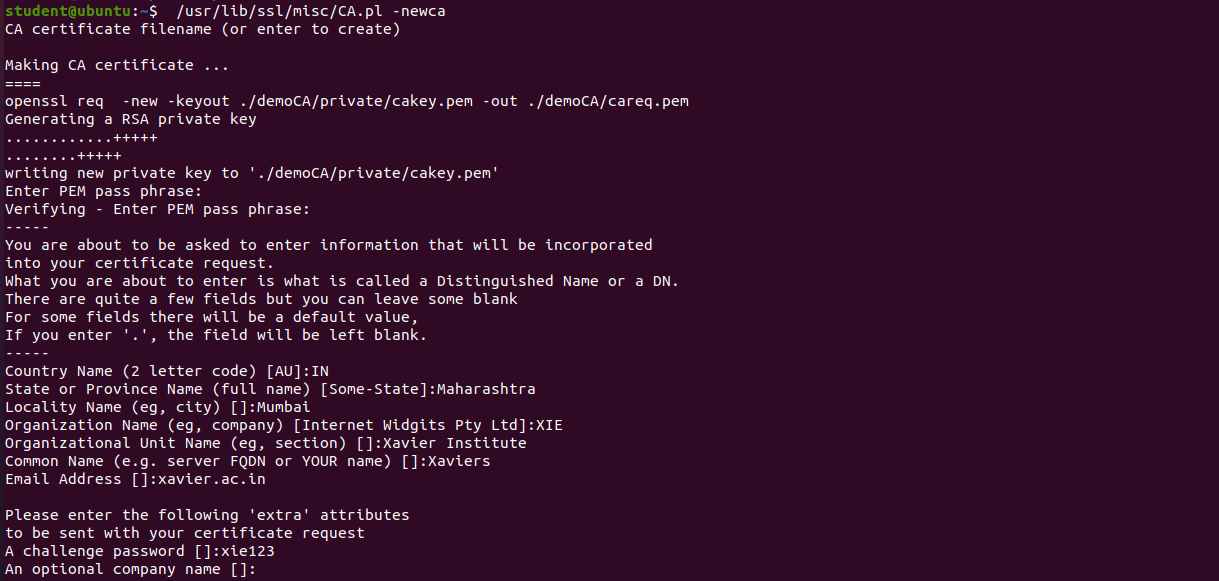 student@ubuntu:~$  /usr/lib/ssl/misc/CA.pl -newca
CA certificate filename (or enter to create)
Making CA certificate ...
====
openssl req  -new -keyout ./demoCA/private/cakey.pem -out ./demoCA/careq.pem
Generating a RSA private key
............+++++
........+++++
writing new private key to './demoCA/private/cakey.pem'
Enter PEM pass phrase:
Verifying - Enter PEM pass phrase:
-----
You are about to be asked to enter information that will be incorporated
into your certificate request.
What you are about to enter is what is called a Distinguished Name or a DN.
There are quite a few fields but you can leave some blank
For some fields there will be a default value,
If you enter '.', the field will be left blank.
-----
Country Name (2 letter code) [AU]:IN
State or Province Name (full name) [Some-State]:Maharashtra
Locality Name (eg, city) []:Mumbai
Organization Name (eg, company) [Internet Widgits Pty Ltd]:XIE
Organizational Unit Name (eg, section) []:Xavier Institute
Common Name (e.g. server FQDN or YOUR name) []:Xaviers
Email Address []:xavier.ac.in
Please enter the following 'extra' attributes
to be sent with your certificate request
A challenge password []:xie123
An optional company name []: